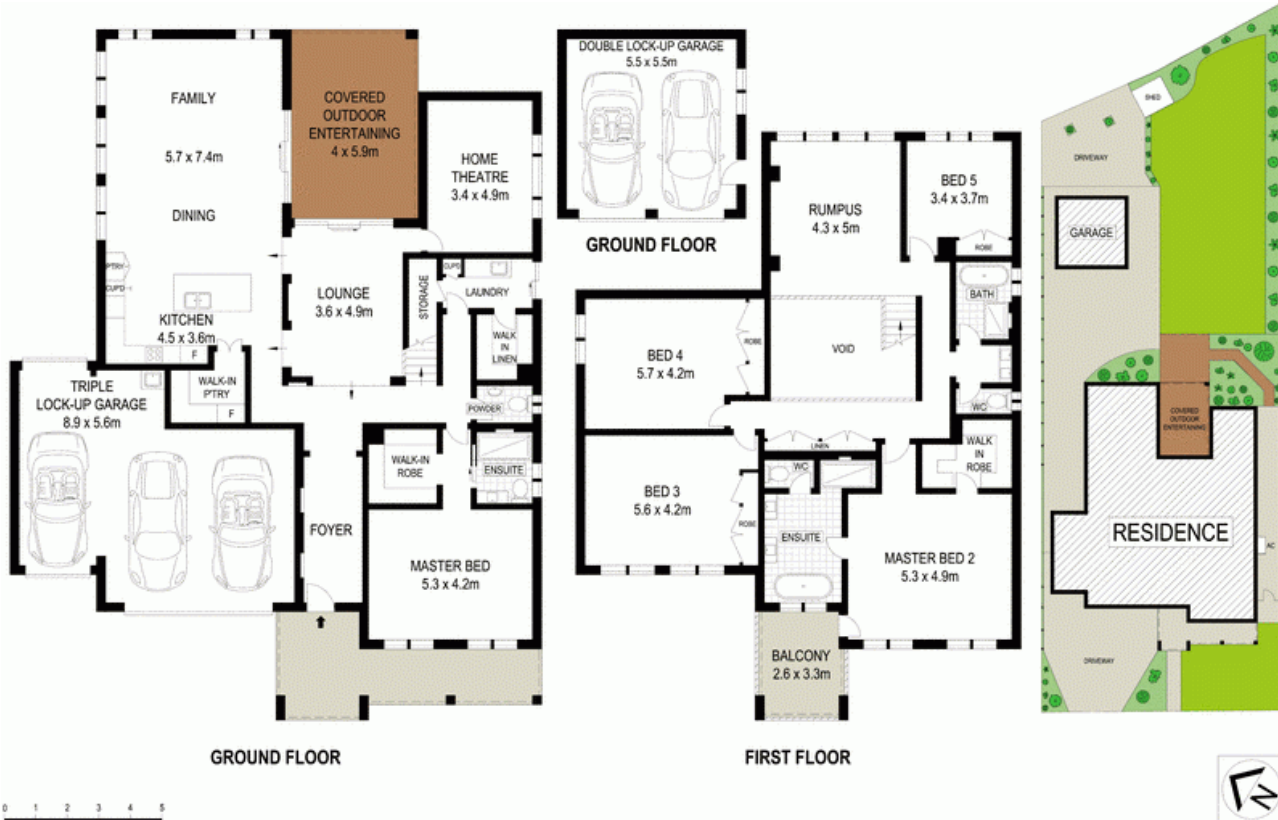 FAMILY
5.7 x 7.4m
DINING
COVERED
OUTDOOR
ENTERTAINING
4 x 5.9m
HOME
THEATRE
3.4 x 4.9m
P'TRY
CUP'D
KITCHEN
4.5 x 3.6m
F
LOUNGE
3.6 x 4.9m
STORAGE
CUP'D
LAUNDRY
WALK
IN
LINEN
WALK-IN
P'TRY
F
TRIPLE
LOCK-UP GARAGE
8.9 x 5.6m
POWDER
WALK-IN
ROBE
ENSUITE
FOYER
MASTER BED
5.3 x 4.2m
GROUND FLOOR
DOUBLE LOCK-UP GARAGE
5.5 x 5.5m
GROUND FLOOR
RUMPUS
4.3 x 5m
BED 5
3.4 x 3.7m
ROBE
BATH
BED 4
5.7 x 4.2m
ROBE
VOID
WC
LINEN
WALK
IN
ROBE
WC
BED 3
5.6 x 4.2m
ROBE
ENSUITE
MASTER BED 2
5.3 x 4.9m
BALCONY
2.6 x 3.3m
FIRST FLOOR
SHED
DRIVEWAY
GARAGE
COVERED
OUTDOOR
ENTERTAINING
RESIDENCE
AC
DRIVEWAY
N
0 1 2 3 4 5